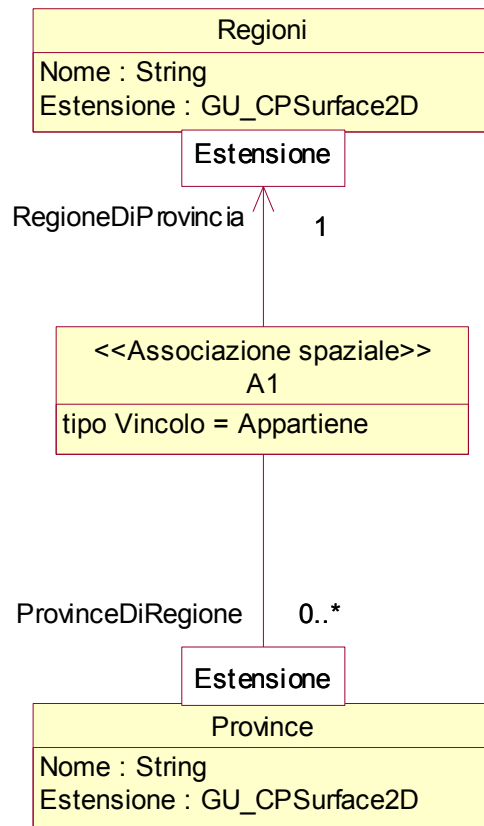 Regioni
Nome : String
Estensione : GU_CPSurface2D
Estensione
RegioneDiProvincia
1
<<Associazione spaziale>>
A1
tipo Vincolo = Appartiene
ProvinceDiRegione
0..*
Estensione
Province
Nome : String
Estensione : GU_CPSurface2D